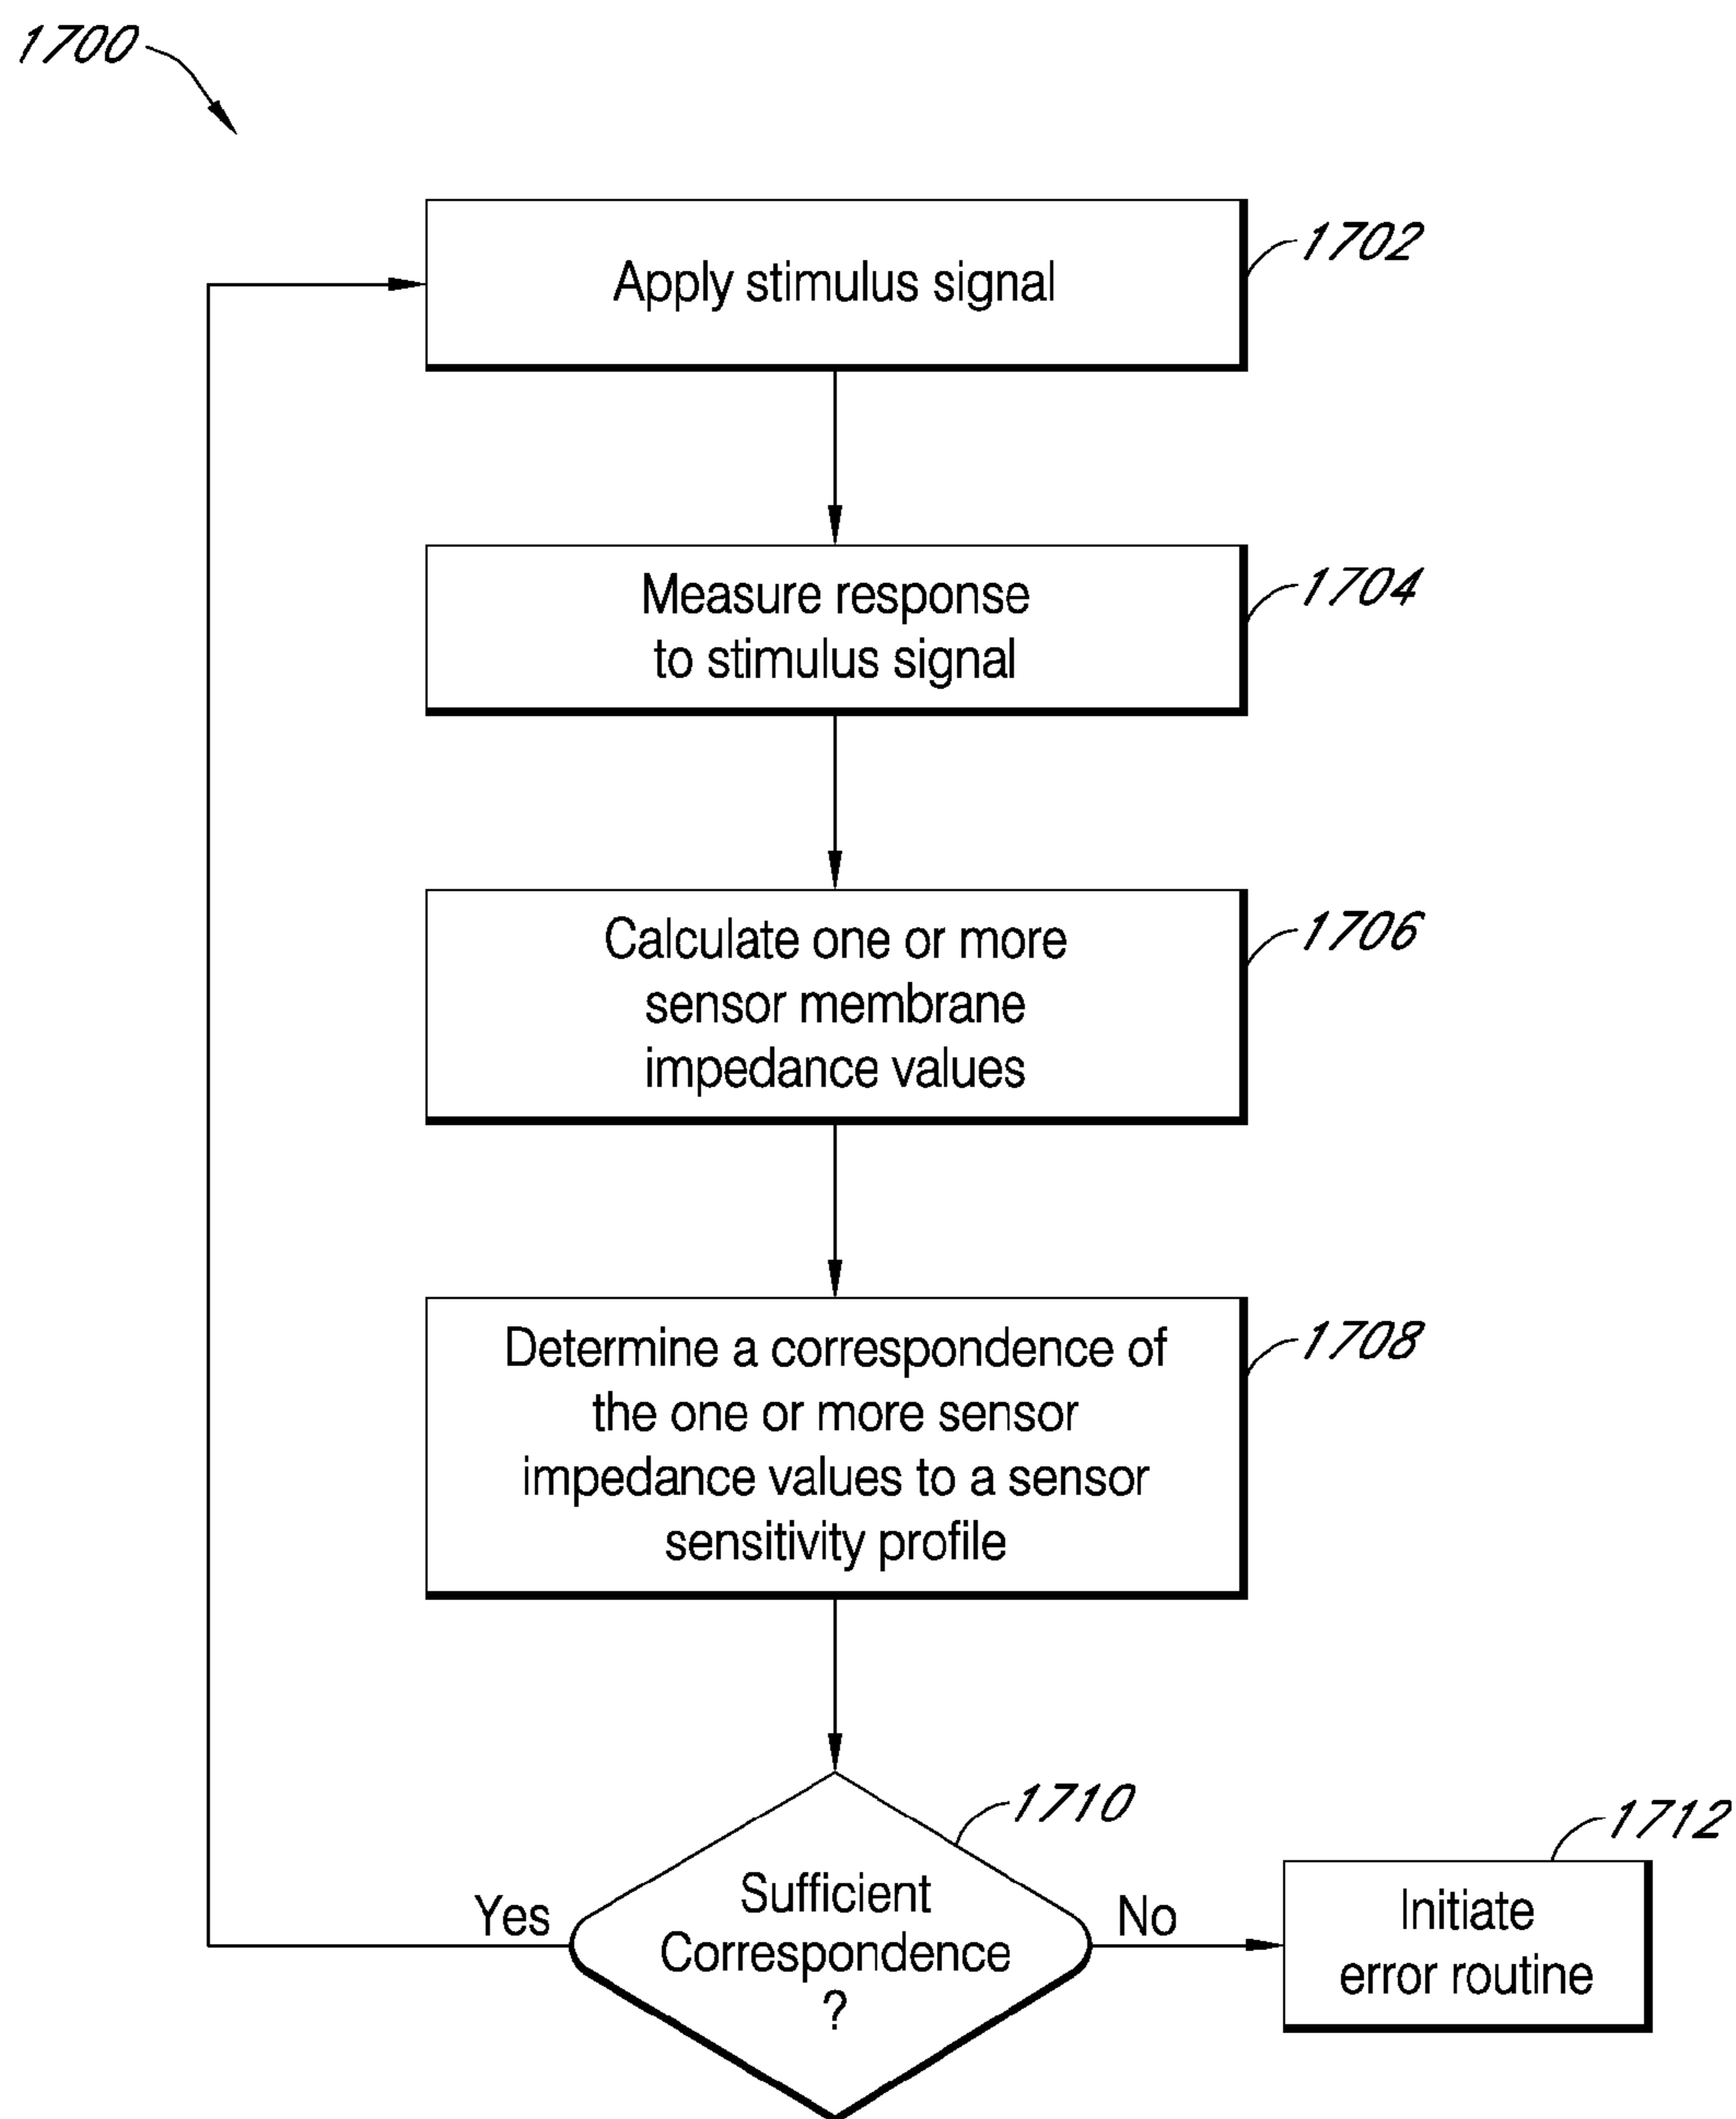 1700
Apply stimulus signal
1702
Measure response
to stimulus signal
1704
Calculate one or more
sensor membrane
impedance values
1706
Determine a correspondence of
the one or more sensor
impedance values to a sensor
sensitivity profile
1708
1710
Sufficient
Correspondence
?
Yes
No
1712
Initiate
error routine